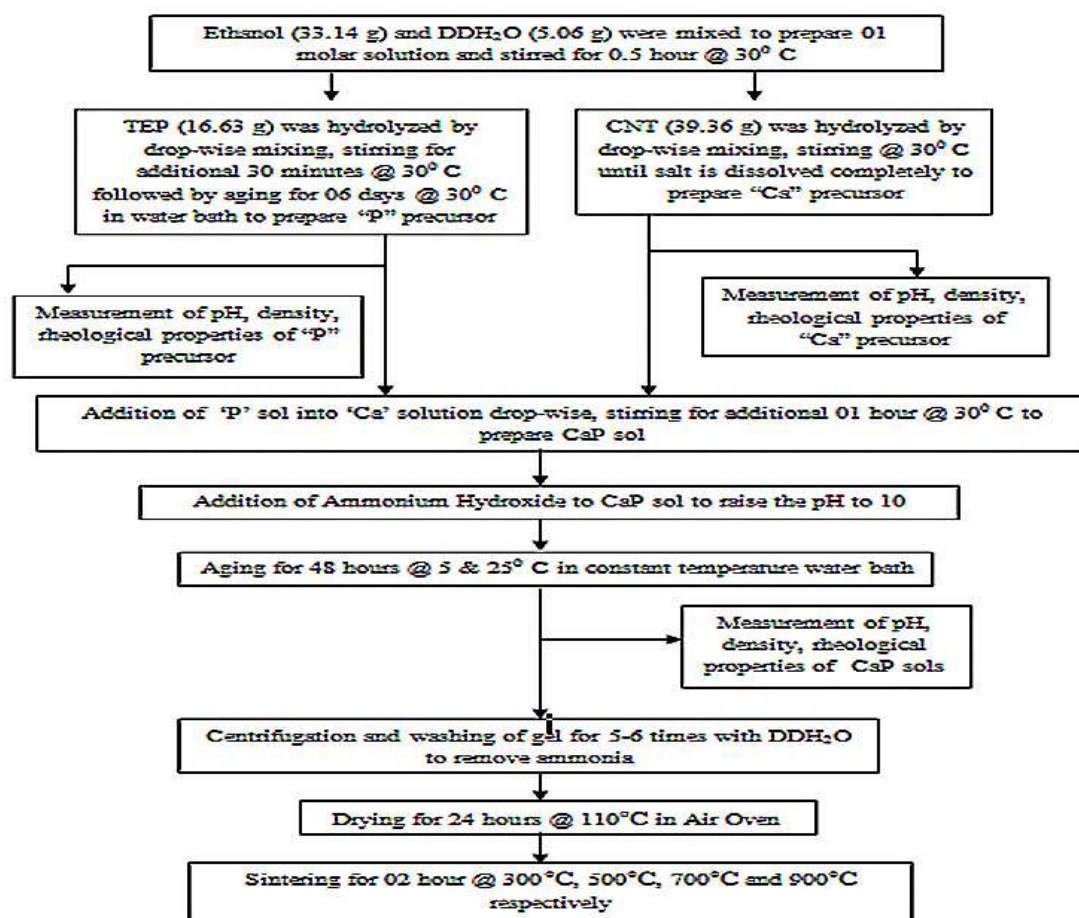 Ethanol (33.14 g) and DDH₂O (5.06 g) were mixed to prepare 01
molar solution and stirred for 0.5 hour @ 30⁰ C
TEP (16.63 g) was hydrolyzed by
drop-wise mixing, stirring for
additional 30 minutes @ 30⁰ C
followed by aging for 06 days @ 30⁰ C
in water bath to prepare “P” precursor
CNT (39.36 g) was hydrolyzed by
drop-wise mixing, stirring @ 30⁰ C
until salt is dissolved completely to
prepare “Ca” precursor
Measurement of pH, density,
rheological properties of “P”
precursor
Measurement of pH, density,
rheological properties of
“Ca” precursor
Addition of ‘P’ sol into ‘Ca’ solution drop-wise, stirring for additional 01 hour @ 30⁰ C to
prepare CaP sol
Addition of Ammonium Hydroxide to CaP sol to raise the pH to 10
Aging for 48 hours @ 5 & 25⁰ C in constant temperature water bath
Measurement of pH,
density, rheological
properties of CaP sols
Centrifugation and washing of gel for 5-6 times with DDH₂O
to remove ammonia
Drying for 24 hours @ 110°C in Air Oven
Sintering for 02 hour @ 300°C, 500°C, 700°C and 900°C
respectively